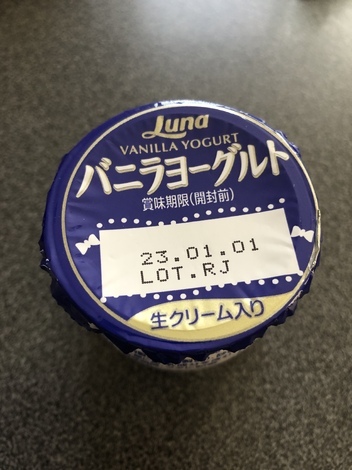 Luna
VANILLA YOGURT
バニラヨーグルト
賞味期限(開封前)
23.01.01
LOT.RJ
生クリーム入り